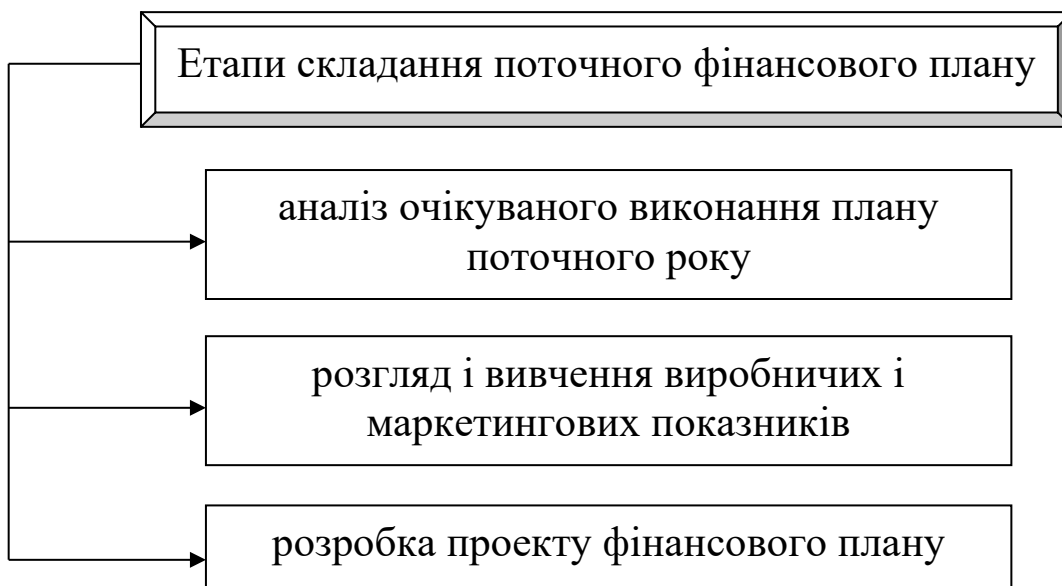 Етапи складання поточного фінансового плану
аналіз очікуваного виконання плану
поточного року
розгляд і вивчення виробничих і
маркетингових показників
розробка проекту фінансового плану